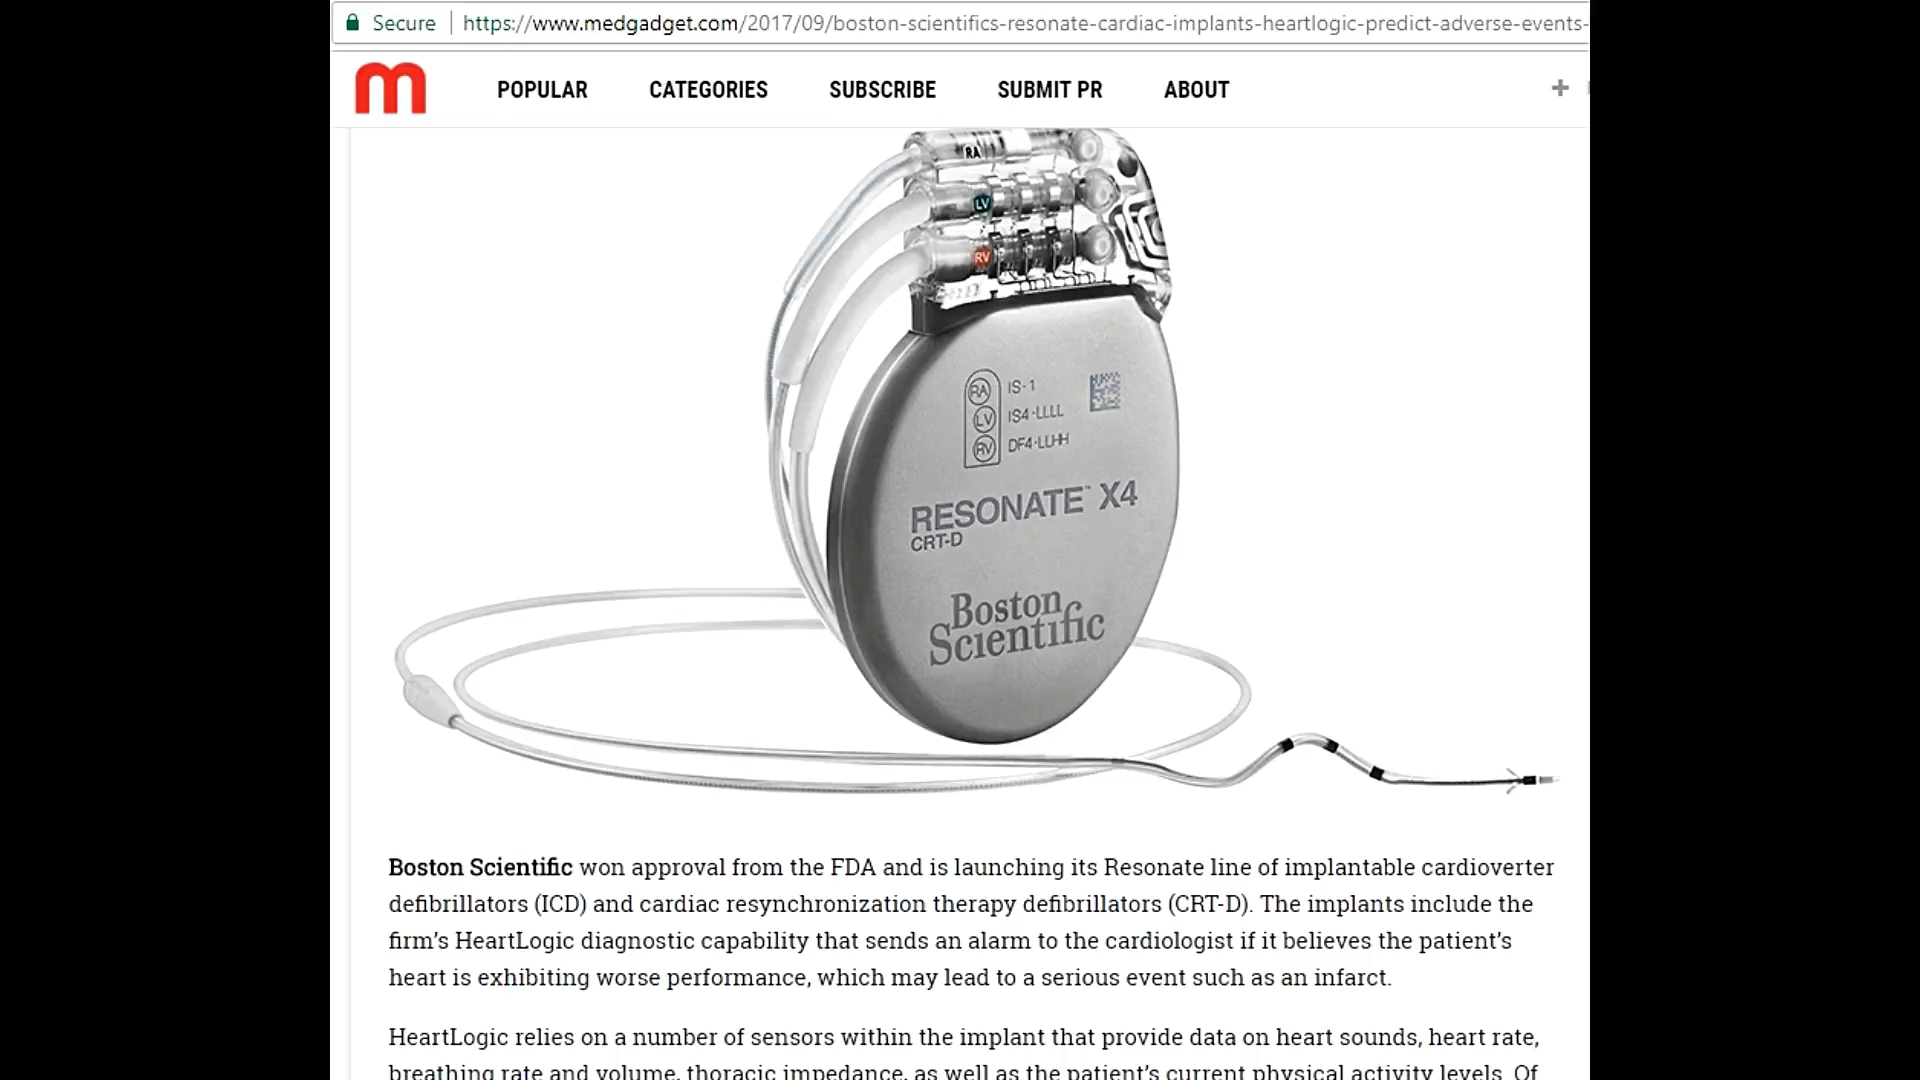 Secure https://www.medgadget.com/2017/09/boston-scientifics-resonate-cardiac-implants-heartlogic-predict-adverse-events-
m POPULAR CATEGORIES SUBSCRIBE SUBMIT PR ABOUT +
RA
LV
RV
RA IS-1
LV IS4-LLLL
RV DF4-LLHH
RESONATE™ X4
CRT-D
Boston
Scientific
Boston Scientific won approval from the FDA and is launching its Resonate line of implantable cardioverter
defibrillators (ICD) and cardiac resynchronization therapy defibrillators (CRT-D). The implants include the
firm's HeartLogic diagnostic capability that sends an alarm to the cardiologist if it believes the patient's
heart is exhibiting worse performance, which may lead to a serious event such as an infarct.
HeartLogic relies on a number of sensors within the implant that provide data on heart sounds, heart rate,
breathing rate and volume, thoracic impedance, as well as the patient's current physical activity levels. Of